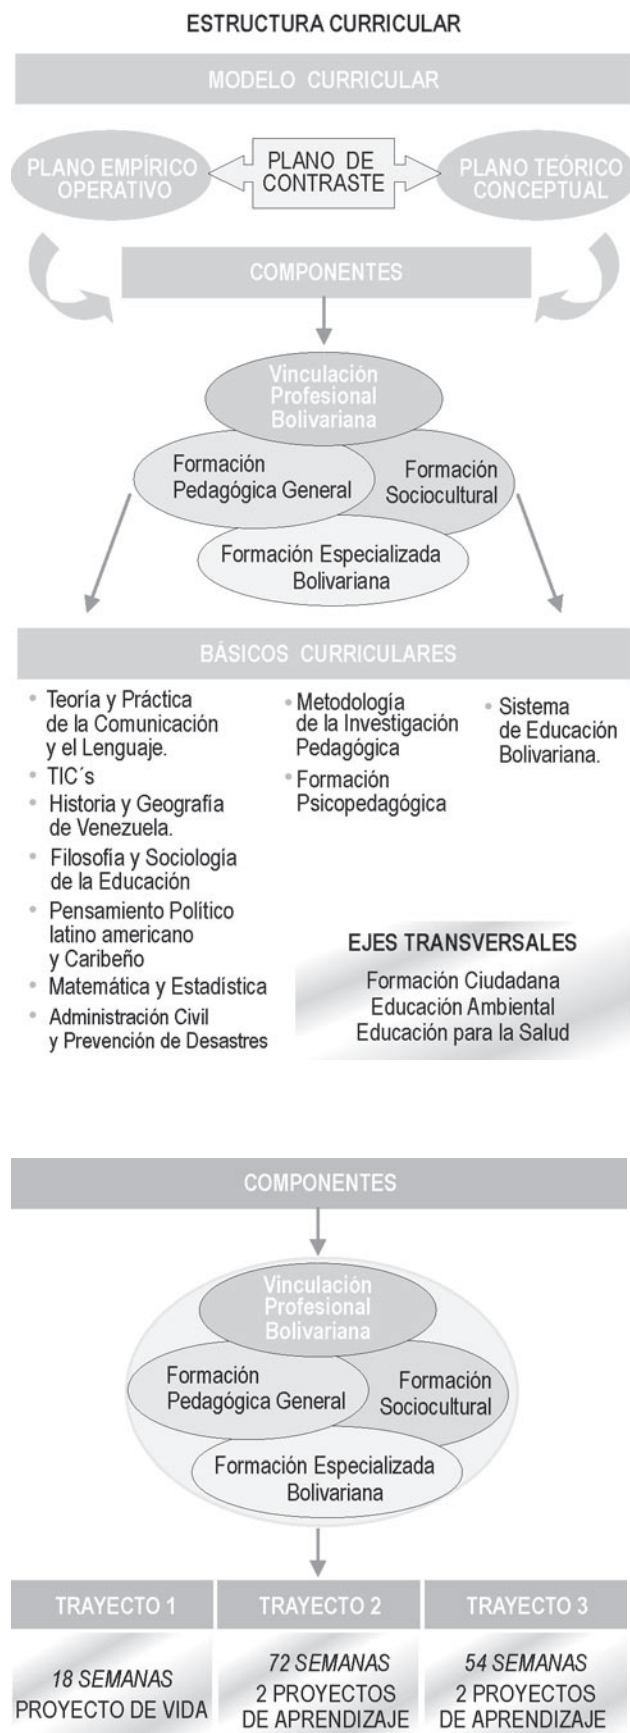 ESTRUCTURA CURRICULAR
MODELO CURRICULAR
PLANO EMPÍRICO
OPERATIVO
PLANO DE
CONTRASTE
PLANO TEÓRICO
CONCEPTUAL
COMPONENTES
Vinculación
Profesional
Bolivariana
Formación
Pedagógica General
Formación
Sociocultural
Formación Especializada
Bolivariana
BÁSICOS CURRICULARES
• Teoría y Práctica
de la Comunicación
y el Lenguaje.
• TIC´s
• Historia y Geografía
de Venezuela.
• Filosofía y Sociología
de la Educación
• Pensamiento Político
latino americano
y Caribeño
• Matemática y Estadística
• Administración Civil
y Prevención de Desastres
• Metodología
de la Investigación
Pedagógica
• Formación
Psicopedagógica
• Sistema
de Educación
Bolivariana.
EJES TRANSVERSALES
Formación Ciudadana
Educación Ambiental
Educación para la Salud
COMPONENTES
Vinculación
Profesional
Bolivariana
Formación
Pedagógica General
Formación
Sociocultural
Formación Especializada
Bolivariana
TRAYECTO 1
18 SEMANAS
PROYECTO DE VIDA
TRAYECTO 2
72 SEMANAS
2 PROYECTOS
DE APRENDIZAJE
TRAYECTO 3
54 SEMANAS
2 PROYECTOS
DE APRENDIZAJE